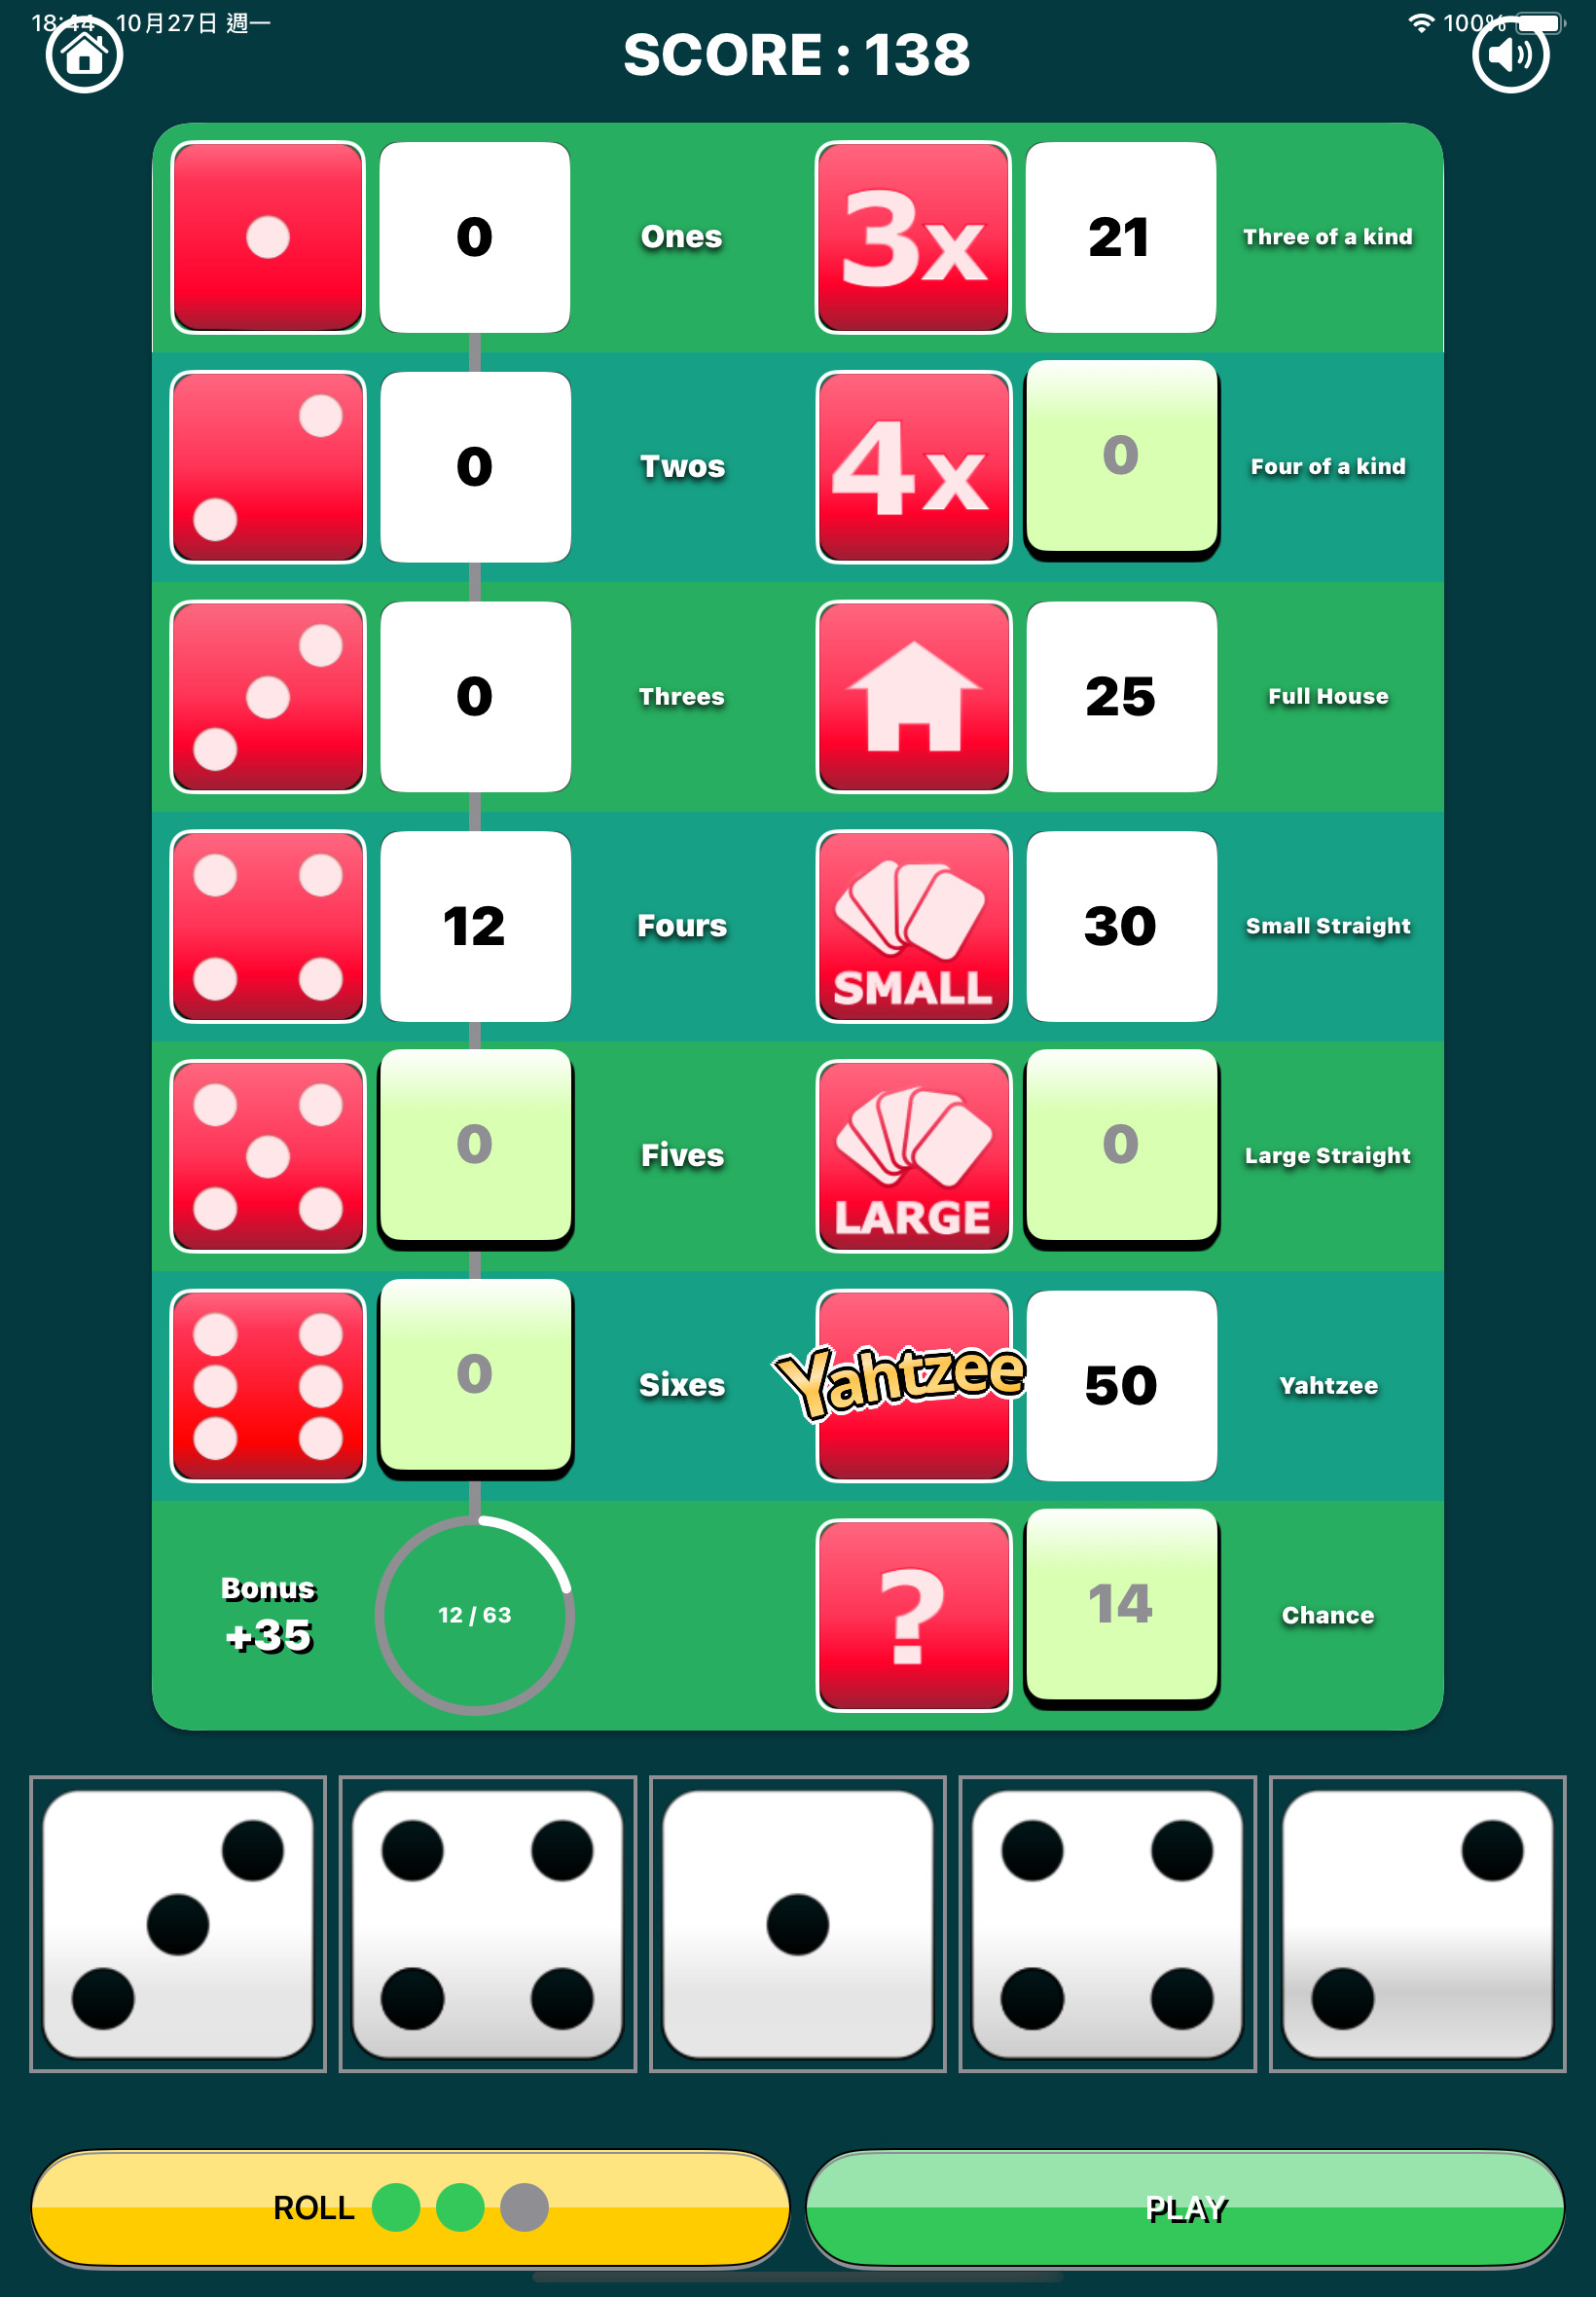 18:44 10月27日 週一
100%
SCORE : 138
0
Ones
3x
21
Three of a kind
0
Twos
4x
0
Four of a kind
0
Threes
25
Full House
12
Fours
SMALL
30
Small Straight
0
Fives
LARGE
0
Large Straight
0
Sixes
Yahtzee
50
Yahtzee
Bonus
+35
12 / 63
?
14
Chance
ROLL
PLAY